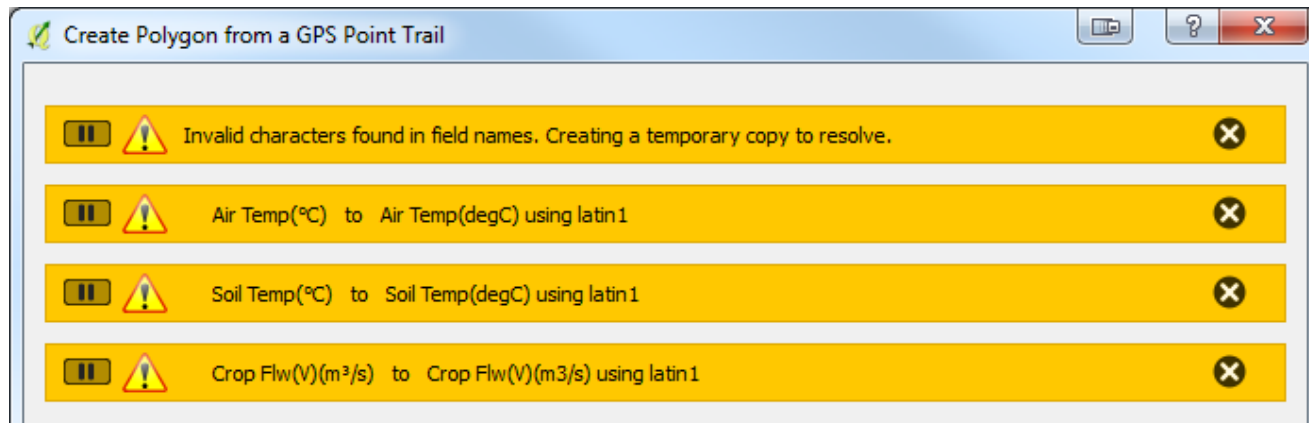 Create Polygon from a GPS Point Trail
Invalid characters found in field names. Creating a temporary copy to resolve.
Air Temp(°C) to Air Temp(degC) using latin1
Soil Temp(°C) to Soil Temp(degC) using latin1
Crop Flw(V)(m³/s) to Crop Flw(V)(m3/s) using latin1